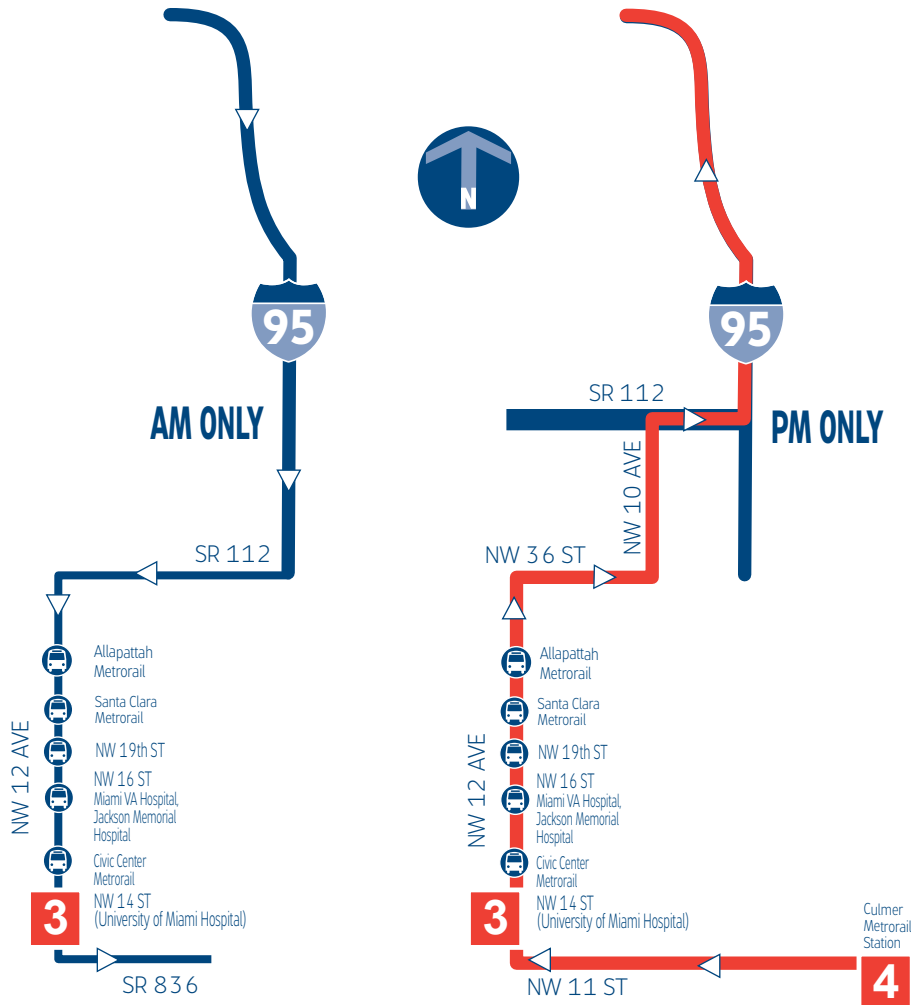 N
95
AM ONLY
SR 112
NW 12 AVE
Allapattah
Metrorail
Santa Clara
Metrorail
NW 19th ST
NW 16 ST
Miami VA Hospital,
Jackson Memorial
Hospital
Civic Center
Metrorail
3
NW 14 ST
(University of Miami Hospital)
SR 836
95
SR 112
PM ONLY
NW 10 AVE
NW 36 ST
NW 12 AVE
Allapattah
Metrorail
Santa Clara
Metrorail
NW 19th ST
NW 16 ST
Miami VA Hospital,
Jackson Memorial
Hospital
Civic Center
Metrorail
3
NW 14 ST
(University of Miami Hospital)
NW 11 ST
Culmer
Metrorail
Station
4